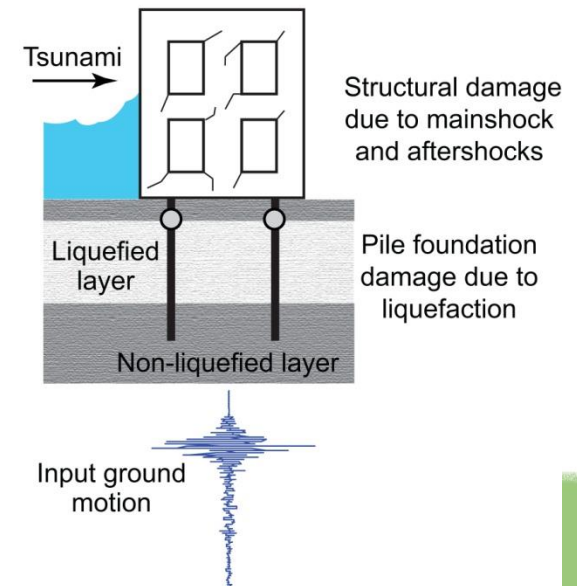 Tsunami
Structural damage
due to mainshock
and aftershocks
Liquefied
layer
Pile foundation
damage due to
liquefaction
Non-liquefied layer
Input ground
motion